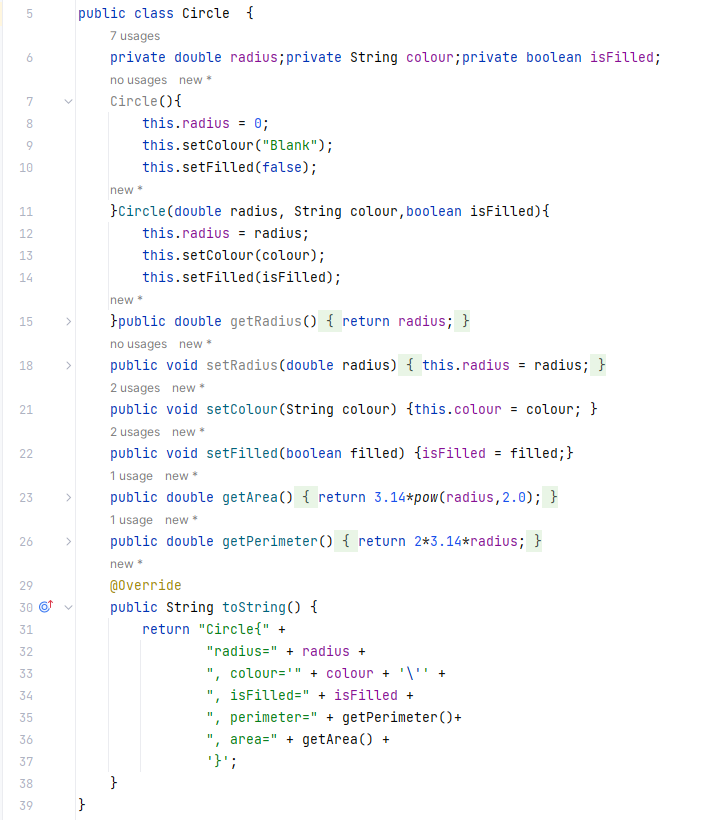 5 public class Circle {
7 usages
6 private double radius;private String colour;private boolean isFilled;
no usages new *
7 Circle(){
8 this.radius = 0;
9 this.setColour("Blank");
10 this.setFilled(false);
new *
11 }Circle(double radius, String colour,boolean isFilled){
12 this.radius = radius;
13 this.setColour(colour);
14 this.setFilled(isFilled);
new *
15 }public double getRadius() { return radius; }
no usages new *
18 public void setRadius(double radius) { this.radius = radius; }
2 usages new *
21 public void setColour(String colour) {this.colour = colour; }
2 usages new *
22 public void setFilled(boolean filled) {isFilled = filled;}
1 usage new *
23 public double getArea() { return 3.14*pow(radius,2.0); }
1 usage new *
26 public double getPerimeter() { return 2*3.14*radius; }
new *
29 @Override
30 public String toString() {
31 return "Circle{" +
32 "radius=" + radius +
33 ", colour='" + colour + '\'' +
34 ", isFilled=" + isFilled +
35 ", perimeter=" + getPerimeter()+
36 ", area=" + getArea() +
37 '}';
38 }
39 }